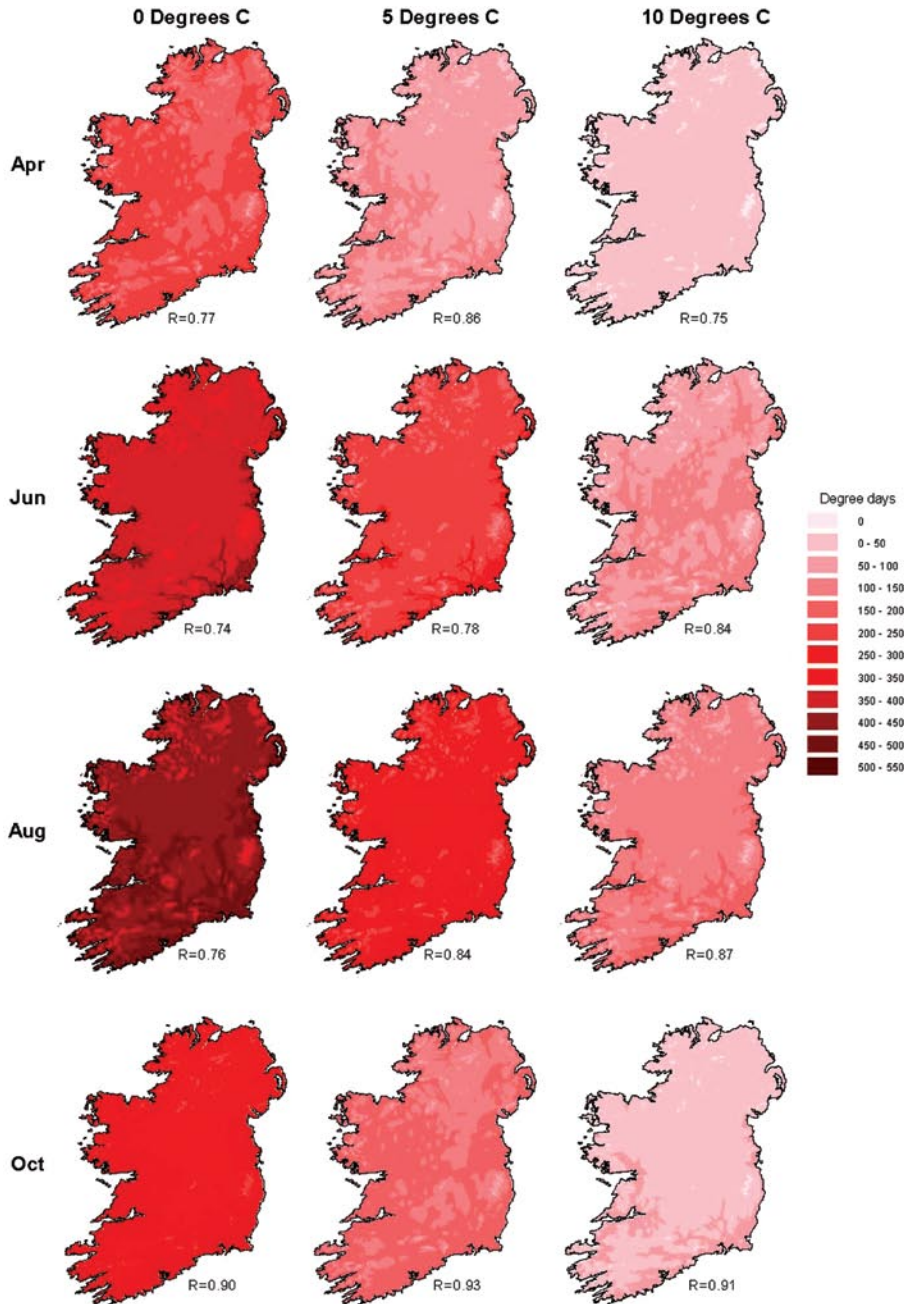 0 Degrees C 5 Degrees C 10 Degrees C
Apr
R=0.77 R=0.86 R=0.75
Jun
R=0.74 R=0.78 R=0.84
Degree days
0
0 - 50
50 - 100
100 - 150
150 - 200
200 - 250
250 - 300
300 - 350
350 - 400
400 - 450
450 - 500
500 - 550
Aug
R=0.76 R=0.84 R=0.87
Oct
R=0.90 R=0.93 R=0.91